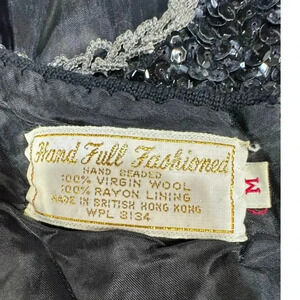 Hand Full Fashioned
HAND BEADED
100% VIRGIN WOOL
100% RAYON LINING
MADE IN BRITISH HONG KONG
WPL 3134
M